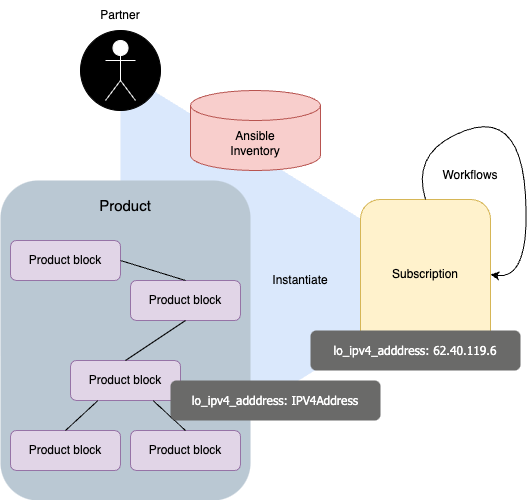 Partner
Ansible
Inventory
Workflows
Product
Product block
Product block
Instantiate
Subscription
lo_ipv4_adddress: 62.40.119.6
Product block
lo_ipv4_adddress: IPV4Address
Product block
Product block